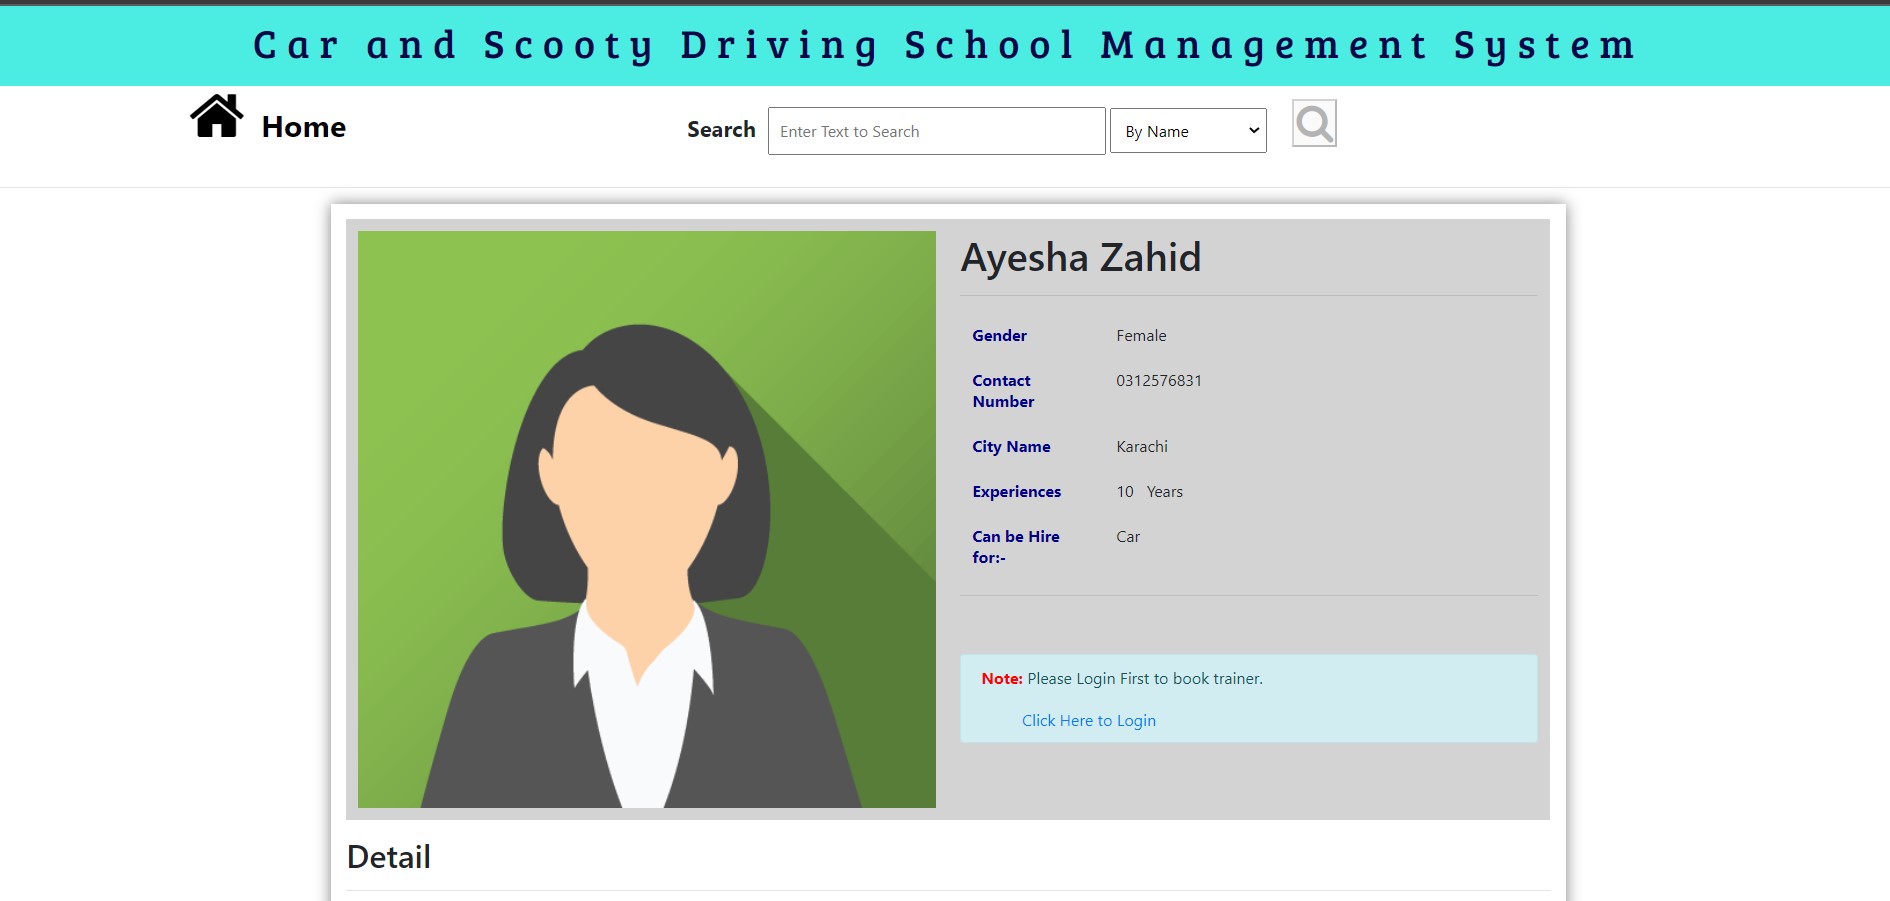 Car and Scooty Driving School Management System
Home
Search
Enter Text to Search
By Name
Ayesha Zahid
Gender Female
Contact Number 0312576831
City Name Karachi
Experiences 10 Years
Can be Hire for:- Car
Note: Please Login First to book trainer.
Click Here to Login
Detail